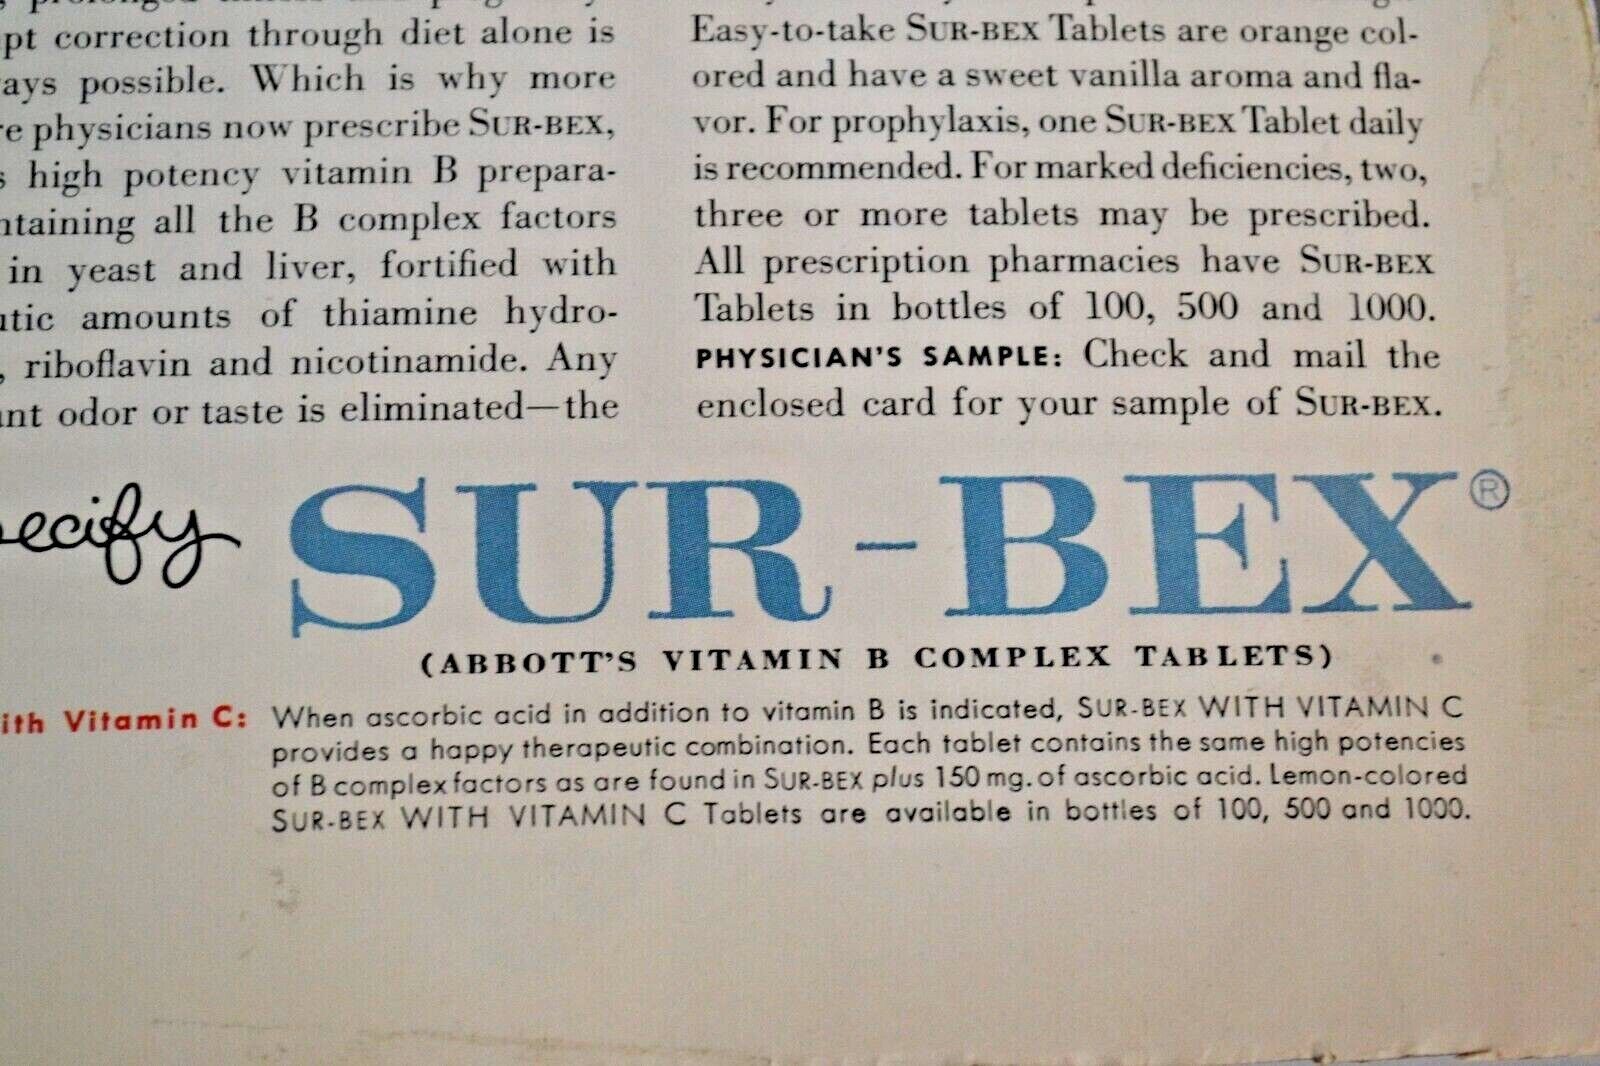 pt correction through diet alone is
ays possible. Which is why more
e physicians now prescribe SUR-BEX,
s high potency vitamin B prepara-
ntaining all the B complex factors
in yeast and liver, fortified with
utic amounts of thiamine hydro-
, riboflavin and nicotinamide. Any
nt odor or taste is eliminated—the
Easy-to-take SUR-BEX Tablets are orange col-
ored and have a sweet vanilla aroma and fla-
vor. For prophylaxis, one SUR-BEX Tablet daily
is recommended. For marked deficiencies, two,
three or more tablets may be prescribed.
All prescription pharmacies have SUR-BEX
Tablets in bottles of 100, 500 and 1000.
PHYSICIAN'S SAMPLE: Check and mail the
enclosed card for your sample of SUR-BEX.
ecify SUR-BEX®
(ABBOTT'S VITAMIN B COMPLEX TABLETS)
ith Vitamin C: When ascorbic acid in addition to vitamin B is indicated, SUR-BEX WITH VITAMIN C
provides a happy therapeutic combination. Each tablet contains the same high potencies
of B complex factors as are found in SUR-BEX plus 150 mg. of ascorbic acid. Lemon-colored
SUR-BEX WITH VITAMIN C Tablets are available in bottles of 100, 500 and 1000.